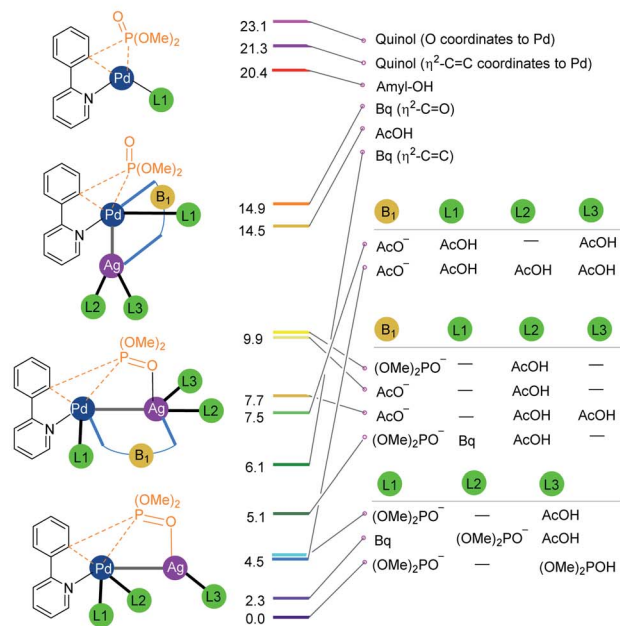 O
P(OMe)₂
Pd
N
L1
O
P(OMe)₂
B₁
Pd
L1
N
Ag
L2
L3
(OMe)₂
P=O
L3
Pd
Ag
L2
N
L1
B₁
(OMe)₂
P=O
Pd
Ag
N
L2
L3
L1
23.1
21.3
20.4
14.9
14.5
9.9
7.7
7.5
6.1
5.1
4.5
2.3
0.0
Quinol (O coordinates to Pd)
Quinol (η²-C=C coordinates to Pd)
Amyl-OH
Bq (η²-C=O)
AcOH
Bq (η²-C=C)
B₁ L1 L2 L3
AcO⁻ AcOH — AcOH
AcO⁻ AcOH AcOH AcOH
B₁ L1 L2 L3
(OMe)₂PO⁻ — AcOH —
AcO⁻ — AcOH —
AcO⁻ — AcOH AcOH
(OMe)₂PO⁻ Bq AcOH —
L1 L2 L3
(OMe)₂PO⁻ — AcOH
Bq (OMe)₂PO⁻ AcOH
(OMe)₂PO⁻ — (OMe)₂POH